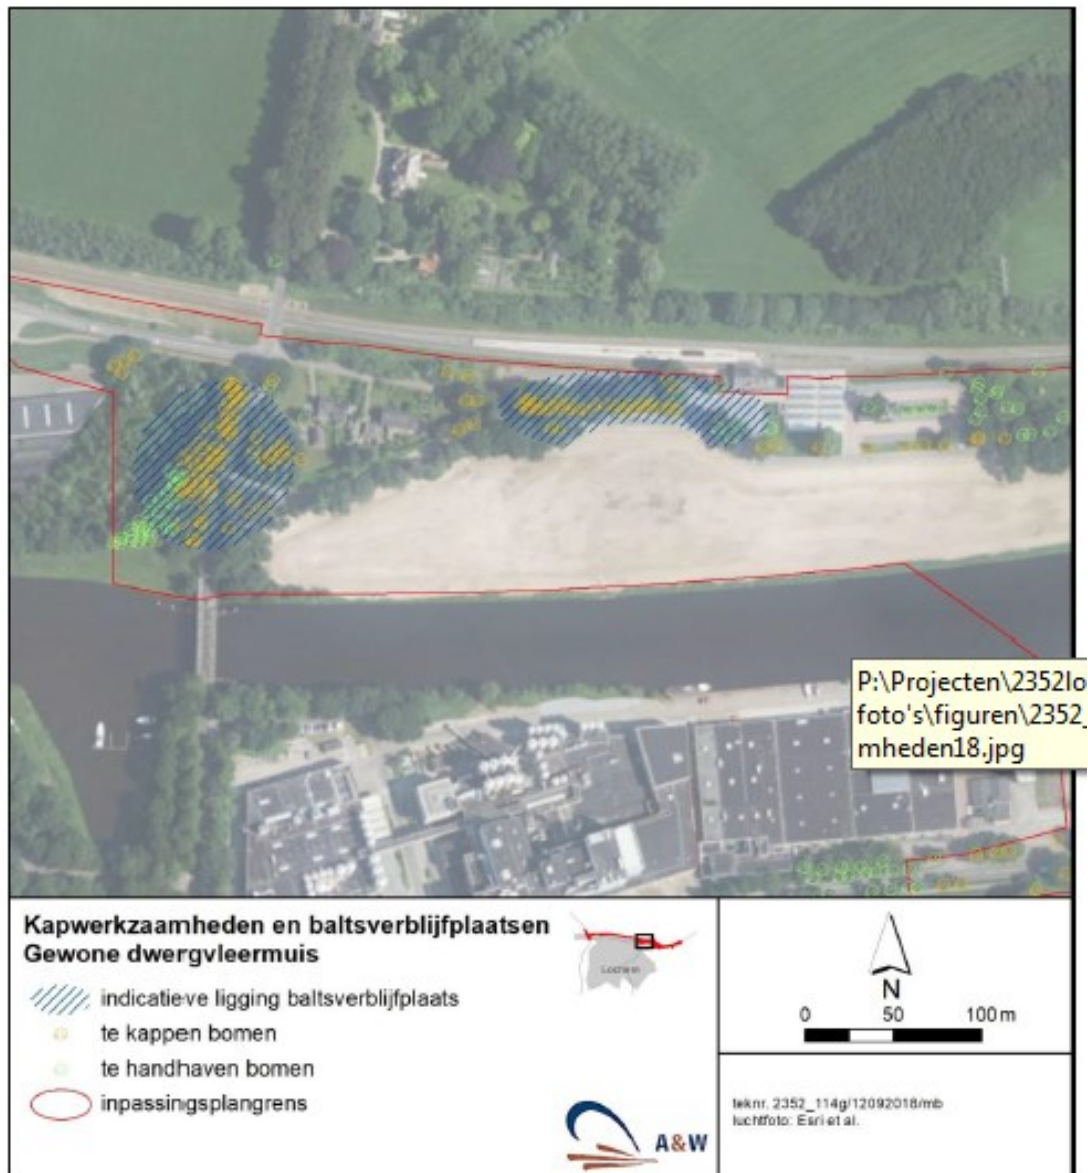 P:\Projecten\2352lo
foto's\figuren\2352_
mheden18.jpg
Kapwerkzaamheden en baltsverblijfplaatsen
Gewone dwergvleermuis
indicatieve ligging baltsverblijfplaats
te kappen bomen
te handhaven bomen
inpassingsplangrens
Lochem
A&W
N
0 50 100 m
teknr. 2352_114g/12092018/mb
luchtfoto: Esri et al.